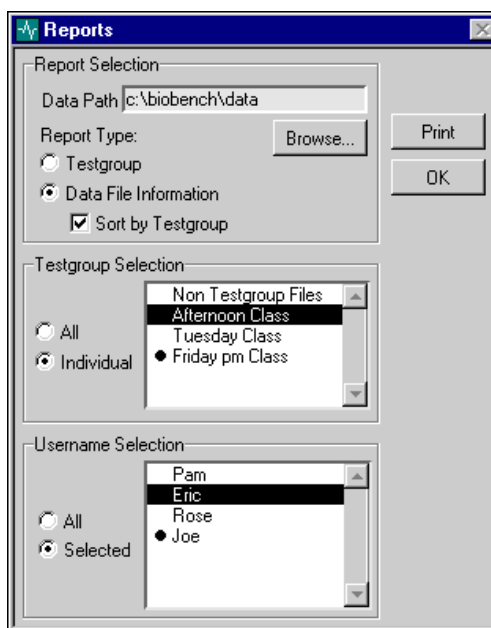 Reports
Report Selection
Data Path c:\biobench\data
Report Type:
Browse...
Print
Testgroup
OK
Data File Information
Sort by Testgroup
Testgroup Selection
Non Testgroup Files
Afternoon Class
All
Tuesday Class
Individual
Friday pm Class
Username Selection
Pam
Eric
All
Rose
Selected
Joe